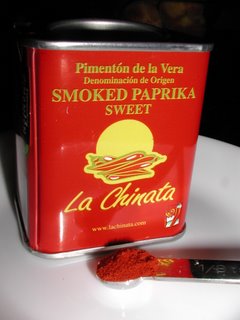 Pimentón de la Vera
Denominación de Origen
SMOKED PAPRIKA
SWEET
La Chinata
www.lachinata.com